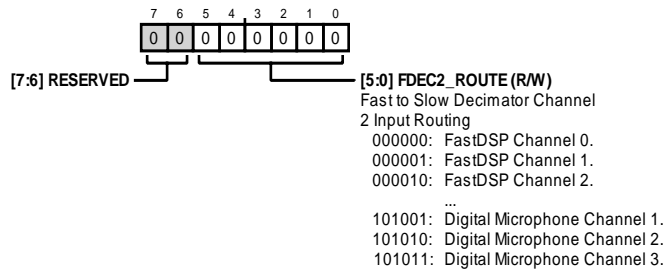 7 6 5 4 3 2 1 0
0 0 0 0 0 0 0 0
[7:6] RESERVED
[5:0] FDEC2_ROUTE (R/W)
Fast to Slow Decimator Channel
2 Input Routing
000000: FastDSP Channel 0.
000001: FastDSP Channel 1.
000010: FastDSP Channel 2.
...
101001: Digital Microphone Channel 1.
101010: Digital Microphone Channel 2.
101011: Digital Microphone Channel 3.